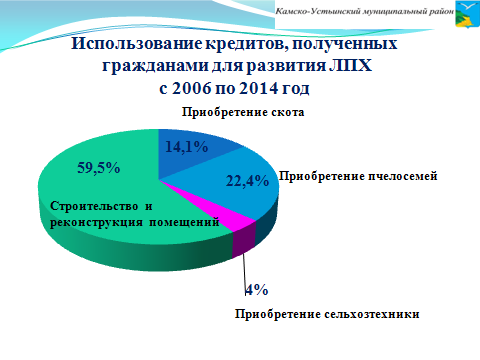 Камско-Устьинский муниципальный район
Использование кредитов, полученных
гражданами для развития ЛПХ
с 2006 по 2014 год
Приобретение скота
14,1%
59,5%
22,4%
Приобретение пчелосемей
Строительство и
реконструкция помещений
4%
Приобретение сельхозтехники